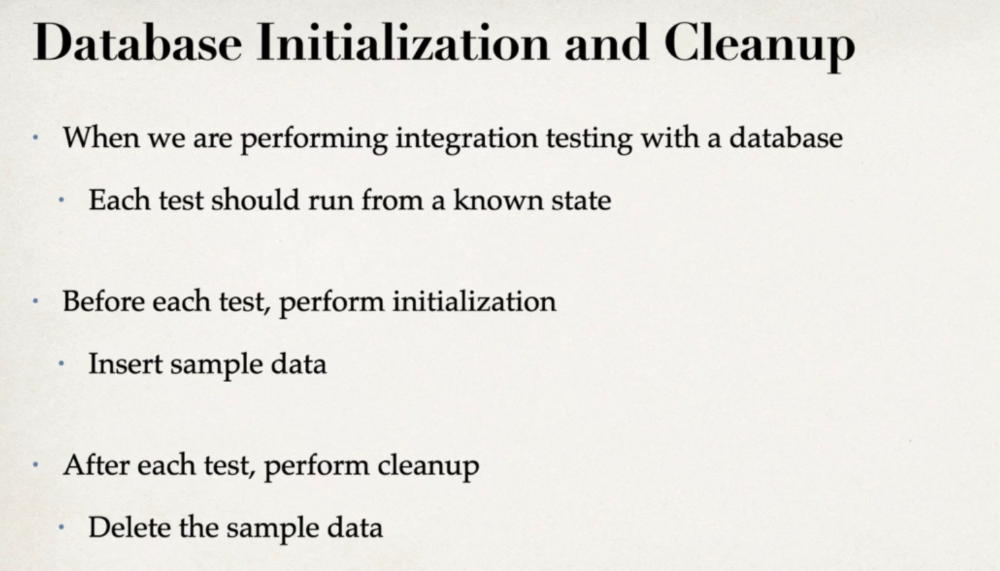 Database Initialization and Cleanup
• When we are performing integration testing with a database
• Each test should run from a known state
• Before each test, perform initialization
• Insert sample data
• After each test, perform cleanup
• Delete the sample data